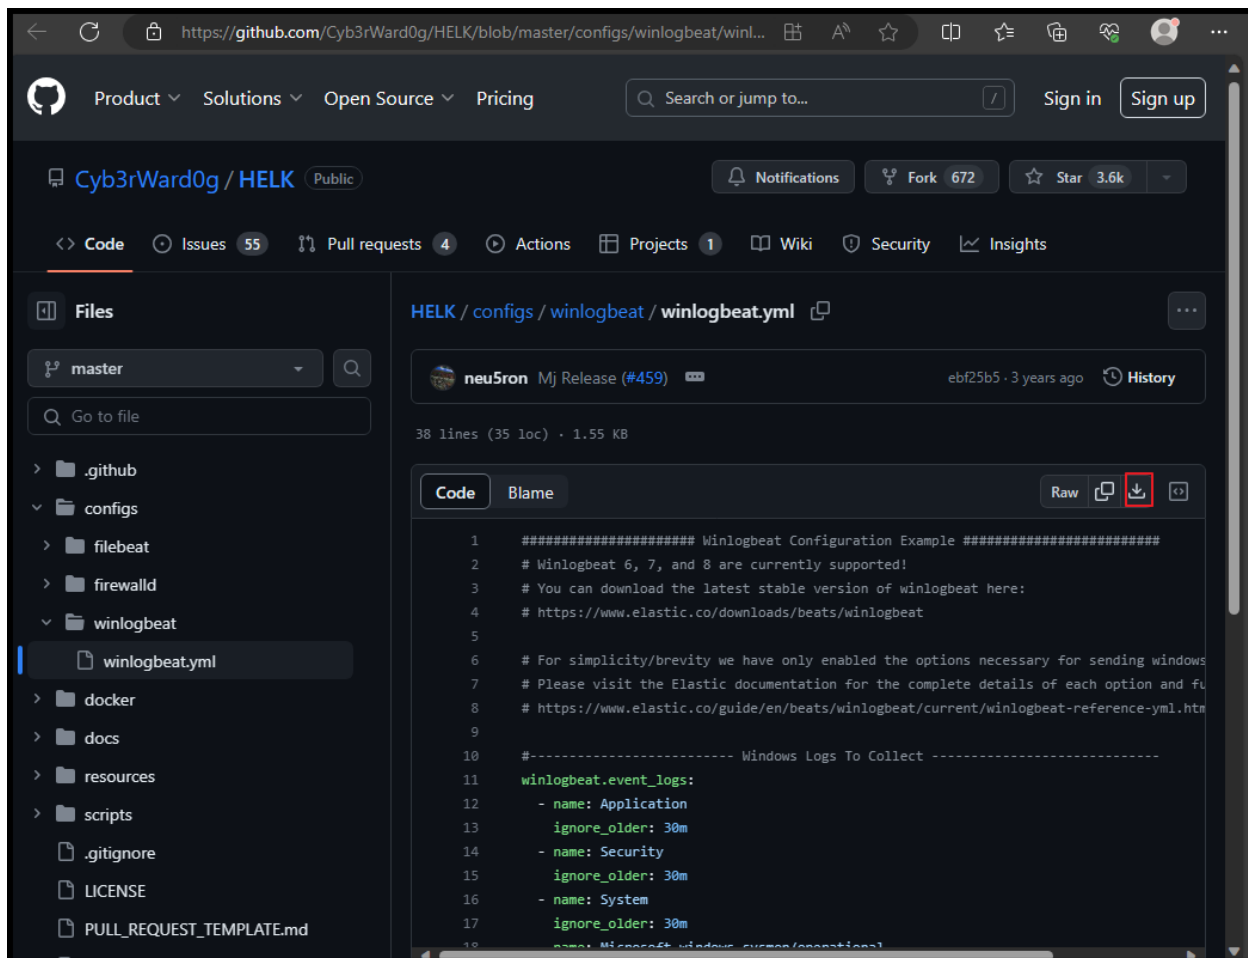 https://github.com/Cyb3rWard0g/HELK/blob/master/configs/winlogbeat/winl...
Product Solutions Open Source Pricing Search or jump to... / Sign in Sign up
Cyb3rWard0g / HELK Public Notifications Fork 672 Star 3.6k
<> Code Issues 55 Pull requests 4 Actions Projects 1 Wiki Security Insights
Files
master
Go to file
.github
configs
filebeat
firewalld
winlogbeat
winlogbeat.yml
docker
docs
resources
scripts
.gitignore
LICENSE
PULL_REQUEST_TEMPLATE.md
HELK / configs / winlogbeat / winlogbeat.yml ...
neu5ron Mj Release (#459) ebf25b5 · 3 years ago History
38 lines (35 loc) · 1.55 KB
Code Blame Raw
1 ###################### Winlogbeat Configuration Example #########################
2 # Winlogbeat 6, 7, and 8 are currently supported!
3 # You can download the latest stable version of winlogbeat here:
4 # https://www.elastic.co/downloads/beats/winlogbeat
5
6 # For simplicity/brevity we have only enabled the options necessary for sending windows
7 # Please visit the Elastic documentation for the complete details of each option and fu
8 # https://www.elastic.co/guide/en/beats/winlogbeat/current/winlogbeat-reference-yml.htm
9
10 #-------------------------- Windows Logs To Collect -----------------------------
11 winlogbeat.event_logs:
12 - name: Application
13 ignore_older: 30m
14 - name: Security
15 ignore_older: 30m
16 - name: System
17 ignore_older: 30m
18 - name: Microsoft-windows-sysmon/operational